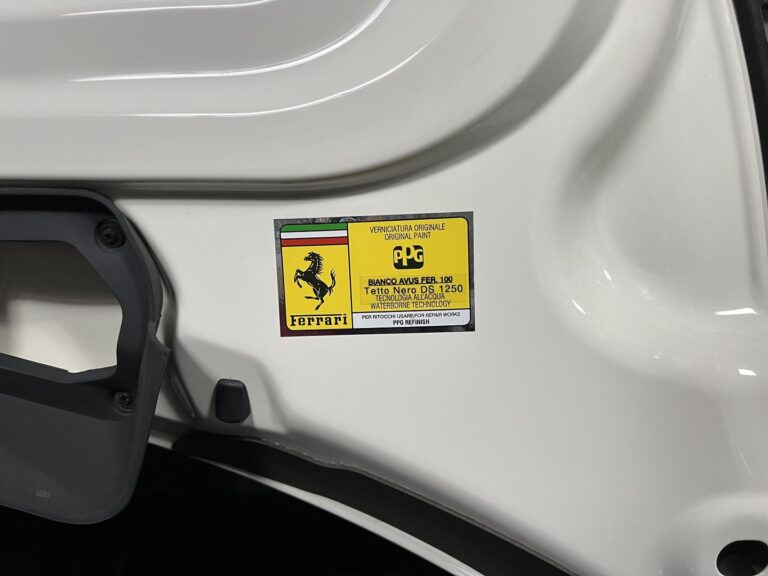 VERNICIATURA ORIGINALE
ORIGINAL PAINT
PPG
BIANCO AVUS FER. 100
Tetto Nero DS 1250
TECNOLOGIA ALL'ACQUA
WATERBORNE TECHNOLOGY
Ferrari
PER RITOCCHI USARE/FOR REPAIR WORKS
PPG REFINISH